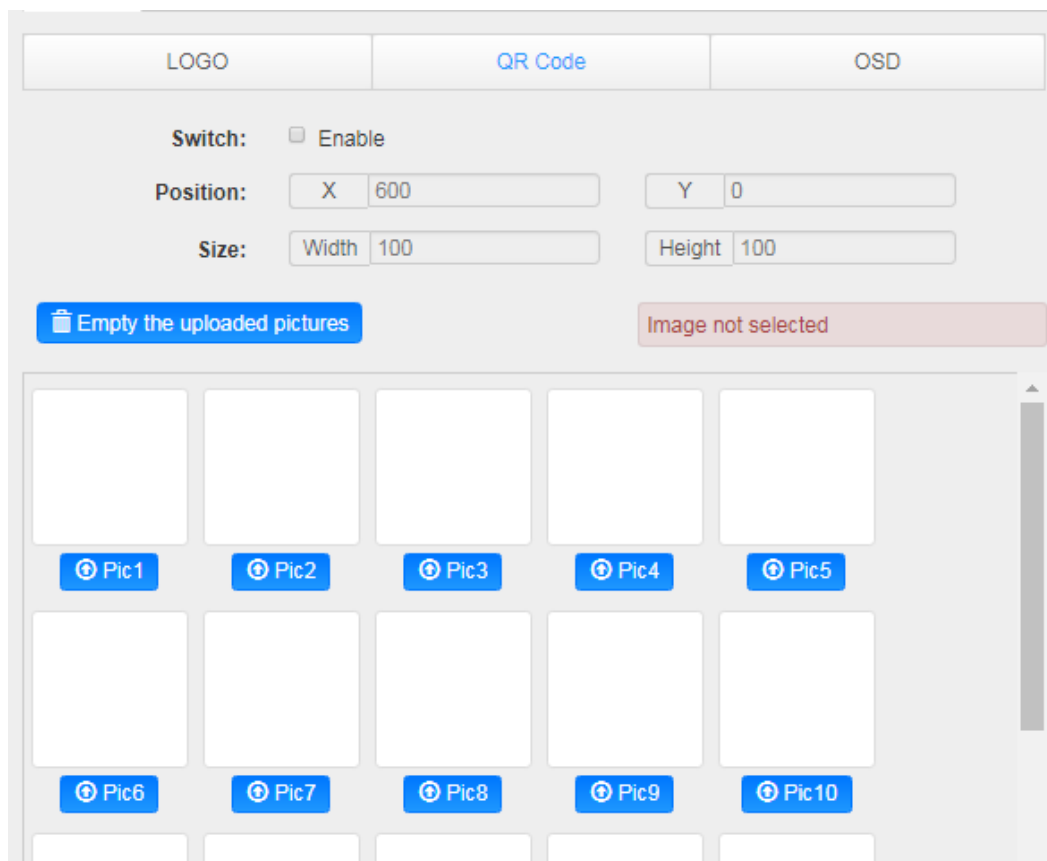 LOGO QR Code OSD
Switch: Enable
Position: X 600 Y 0
Size: Width 100 Height 100
Empty the uploaded pictures Image not selected
Pic1 Pic2 Pic3 Pic4 Pic5
Pic6 Pic7 Pic8 Pic9 Pic10